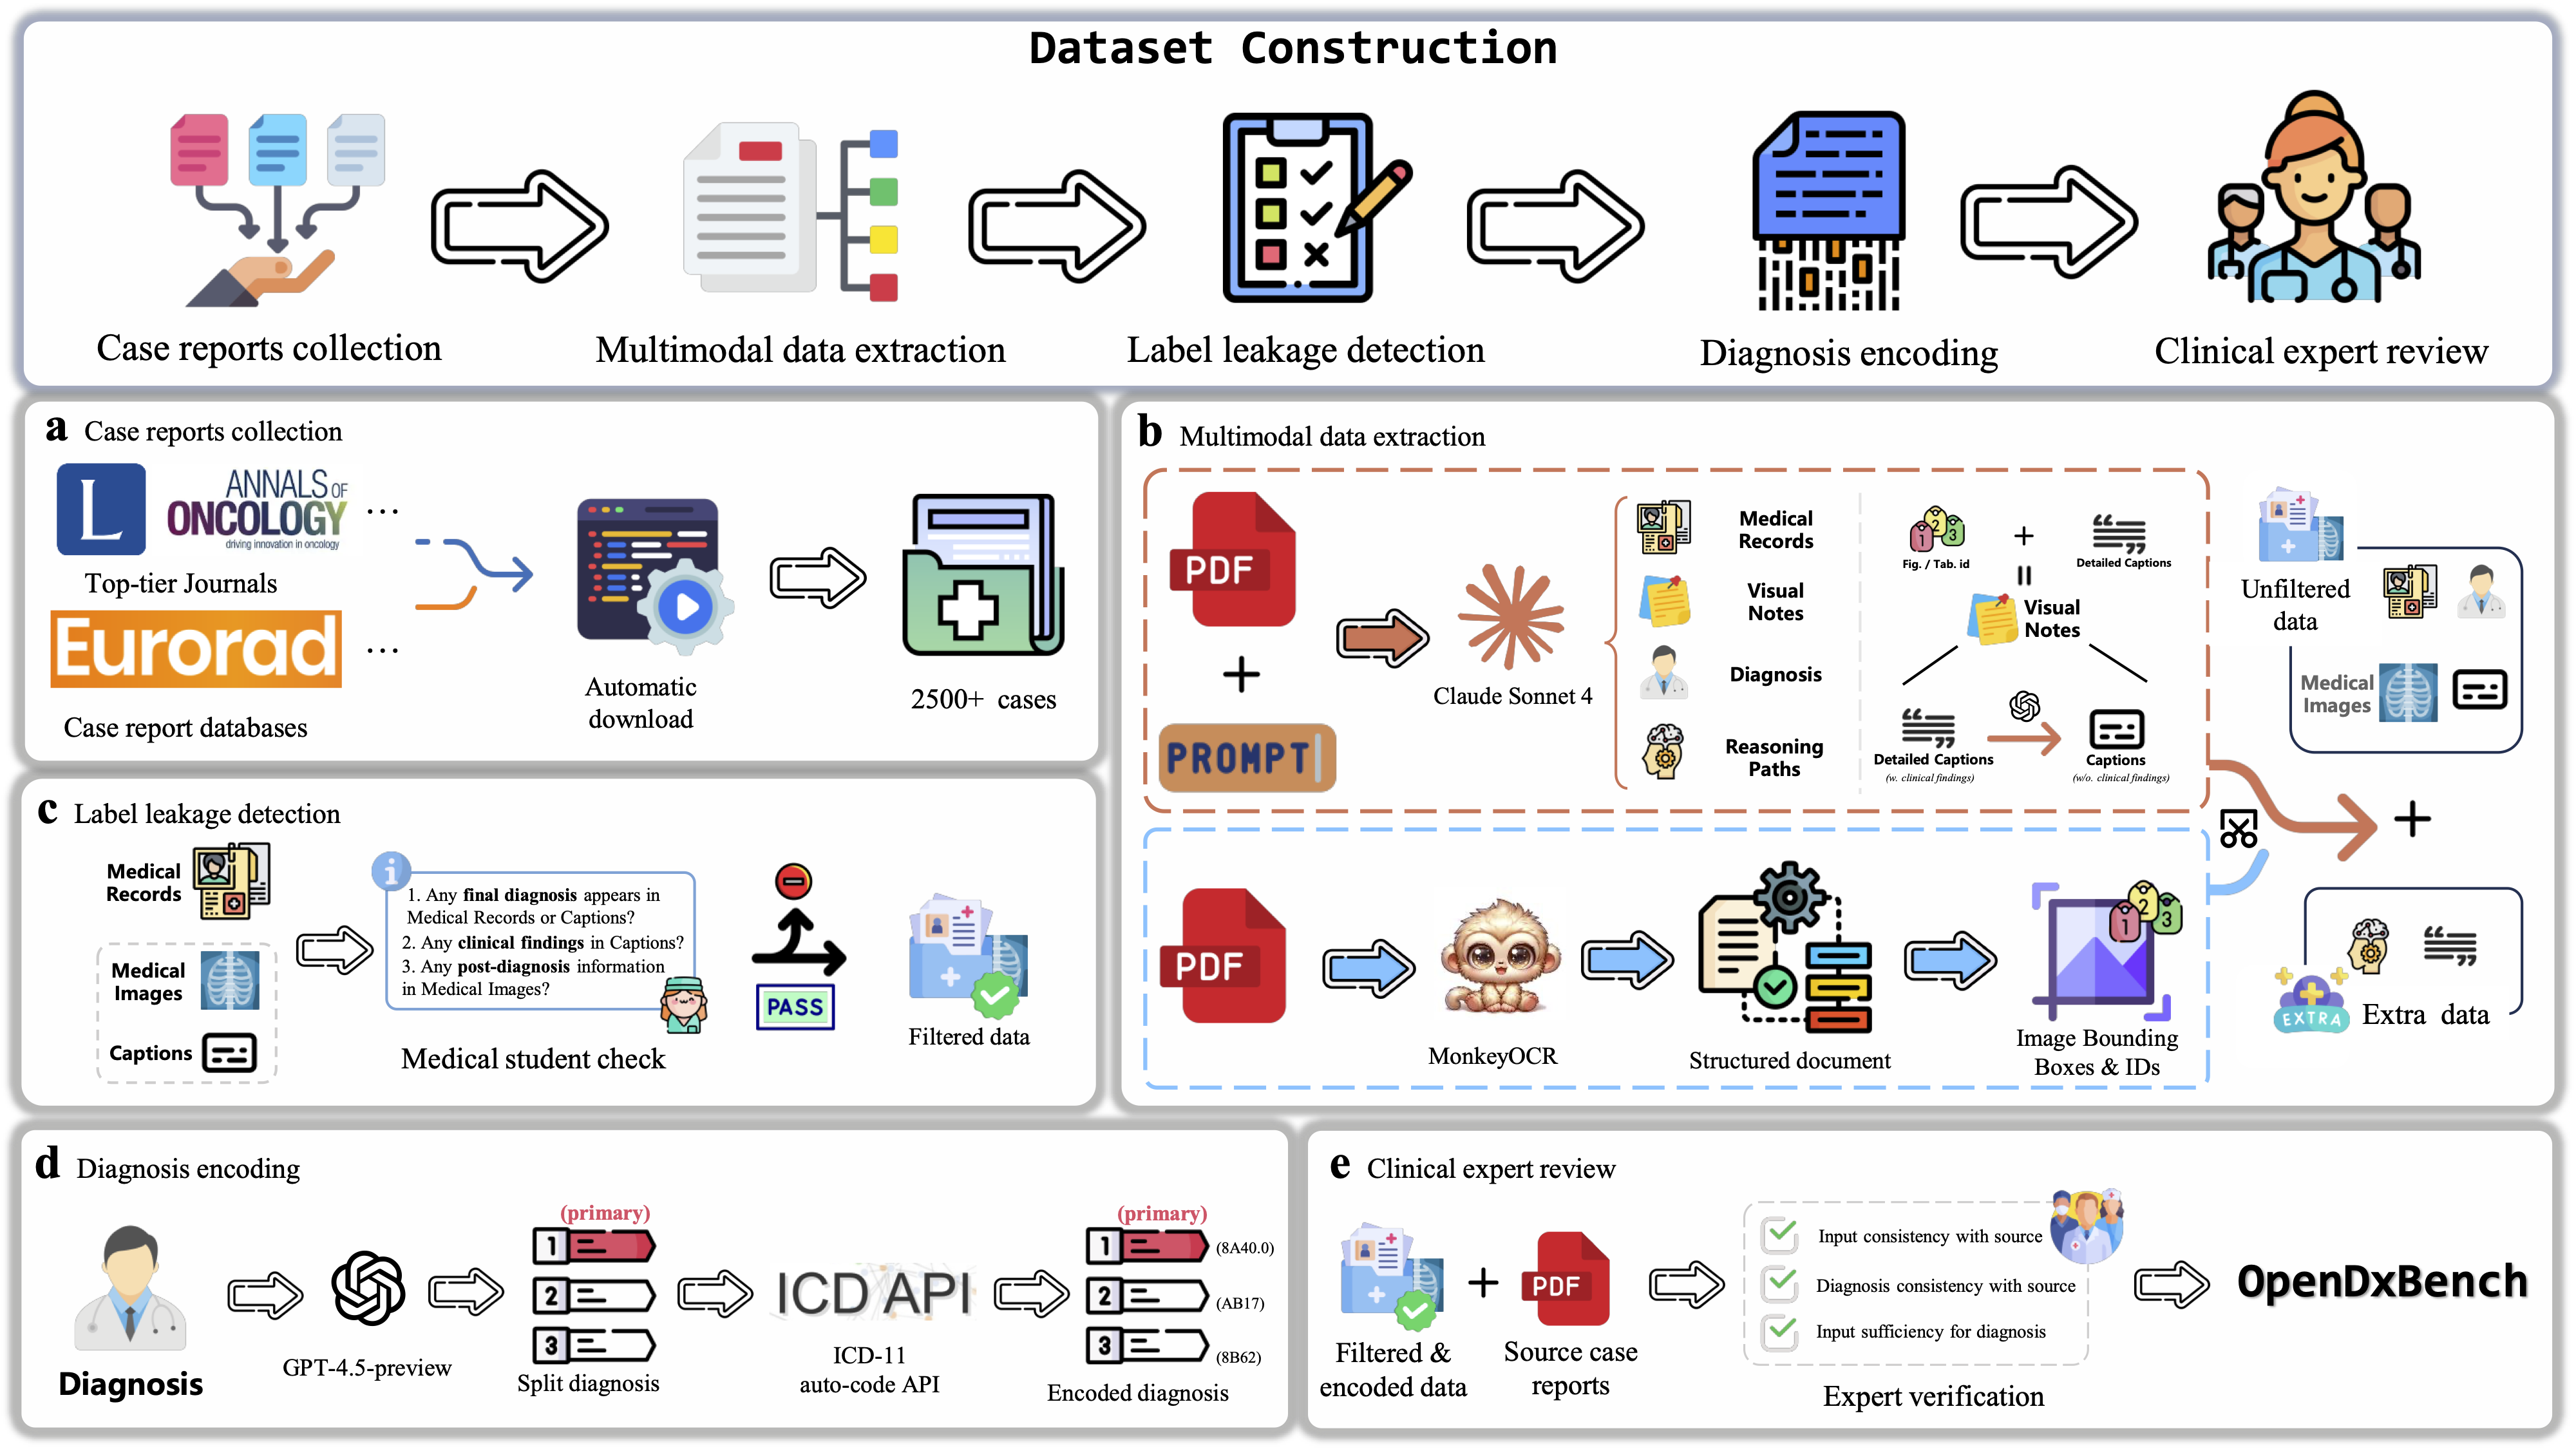 Dataset Construction
Case reports collection
Multimodal data extraction
Label leakage detection
Diagnosis encoding
Clinical expert review
a Case reports collection
L
ANNALS OF
ONCOLOGY
driving innovation in oncology
...
Top-tier Journals
Eurorad
...
Case report databases
Automatic
download
2500+ cases
b Multimodal data extraction
PDF
+
PROMPT
Claude Sonnet 4
Medical
Records
Visual
Notes
Diagnosis
Reasoning
Paths
1 2 3
Fig. / Tab. id
+
Detailed Captions
=
Visual
Notes
Detailed Captions
(w. clinical findings)
Captions
(w/o. clinical findings)
Unfiltered
data
Medical
Images
+
EXTRA
Extra data
PDF
MonkeyOCR
Structured document
1 2 3
Image Bounding
Boxes & IDs
c Label leakage detection
Medical
Records
Medical
Images
Captions
i
1. Any final diagnosis appears in
Medical Records or Captions?
2. Any clinical findings in Captions?
3. Any post-diagnosis information
in Medical Images?
Medical student check
PASS
Filtered data
d Diagnosis encoding
Diagnosis
GPT-4.5-preview
(primary)
1
2
3
Split diagnosis
ICD API
ICD-11
auto-code API
(primary)
1 (8A40.0)
2 (AB17)
3 (8B62)
Encoded diagnosis
e Clinical expert review
Filtered &
encoded data
+
PDF
Source case
reports
Input consistency with source
Diagnosis consistency with source
Input sufficiency for diagnosis
Expert verification
OpenDxBench